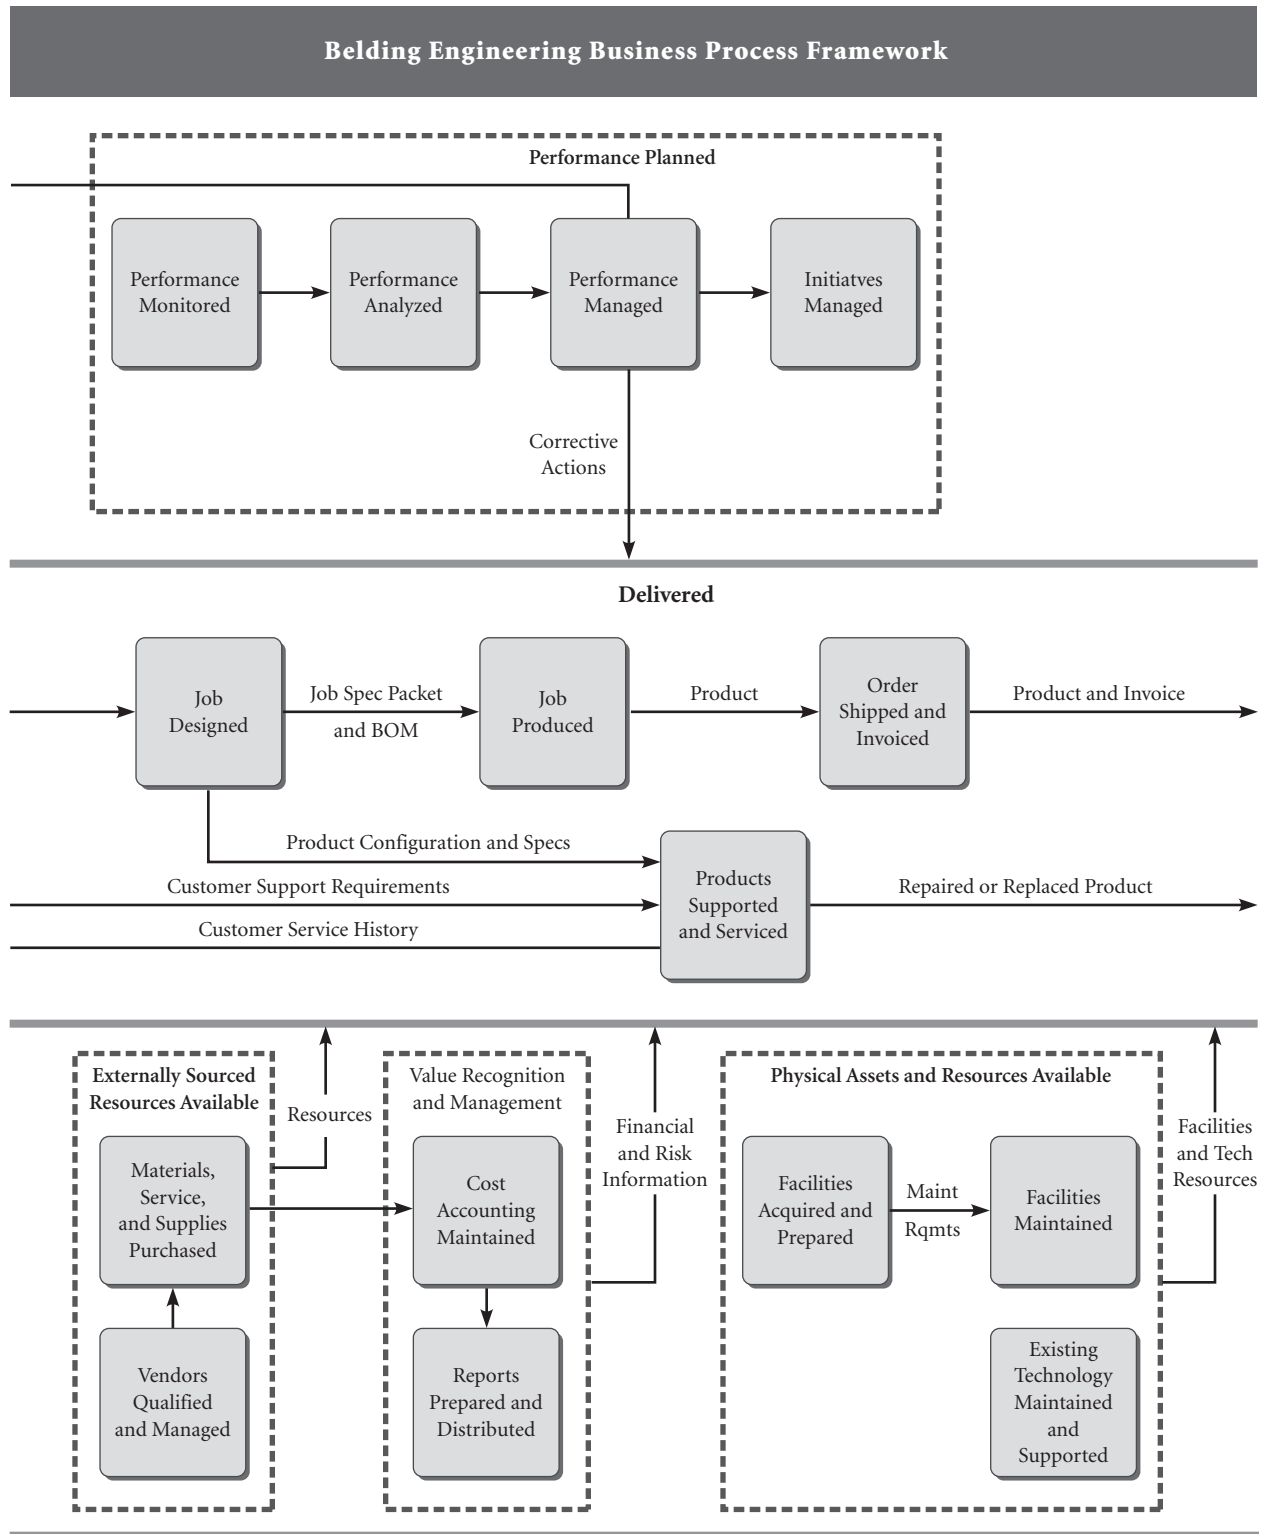 Belding Engineering Business Process Framework
Performance Planned
Performance
Monitored
Performance
Analyzed
Performance
Managed
Initiatves
Managed
Corrective
Actions
Delivered
Job
Designed
Job Spec Packet
and BOM
Job
Produced
Product
Order
Shipped and
Invoiced
Product and Invoice
Product Configuration and Specs
Customer Support Requirements
Customer Service History
Products
Supported
and Serviced
Repaired or Replaced Product
Externally Sourced
Resources Available
Materials,
Service,
and Supplies
Purchased
Vendors
Qualified
and Managed
Resources
Value Recognition
and Management
Cost
Accounting
Maintained
Reports
Prepared and
Distributed
Financial
and Risk
Information
Physical Assets and Resources Available
Facilities
Acquired and
Prepared
Maint
Rqmts
Facilities
Maintained
Existing
Technology
Maintained
and
Supported
Facilities
and Tech
Resources